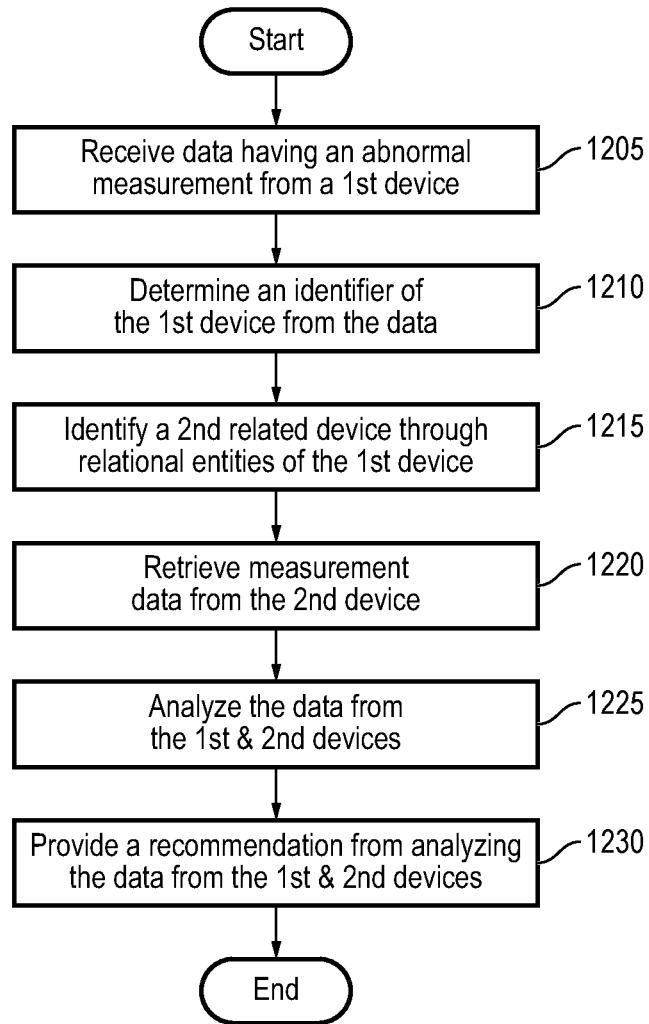 Start
Receive data having an abnormal
measurement from a 1st device
1205
Determine an identifier of
the 1st device from the data
1210
Identify a 2nd related device through
relational entities of the 1st device
1215
Retrieve measurement
data from the 2nd device
1220
Analyze the data from
the 1st & 2nd devices
1225
Provide a recommendation from analyzing
the data from the 1st & 2nd devices
1230
End